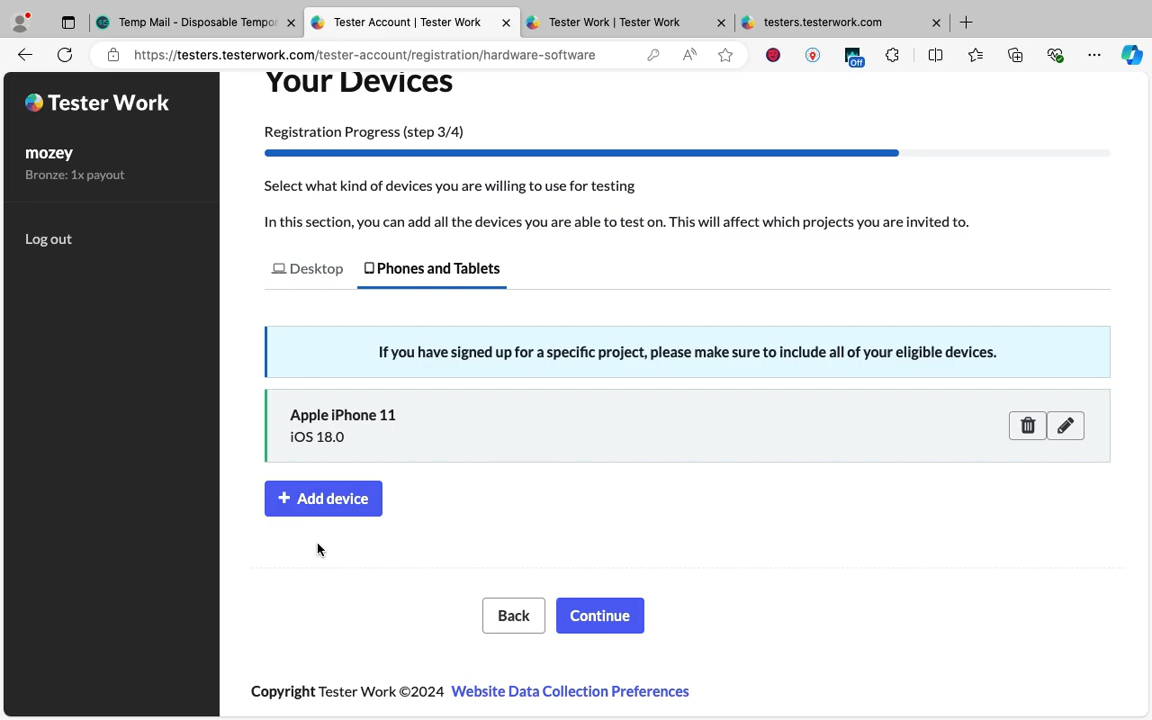 Temp Mail - Disposable Tempor
Tester Account | Tester Work
Tester Work | Tester Work
testers.testerwork.com
https://testers.testerwork.com/tester-account/registration/hardware-software
Off
Tester Work
mozey
Bronze: 1x payout
Log out
Your Devices
Registration Progress (step 3/4)
Select what kind of devices you are willing to use for testing
In this section, you can add all the devices you are able to test on. This will affect which projects you are invited to.
Desktop
Phones and Tablets
If you have signed up for a specific project, please make sure to include all of your eligible devices.
Apple iPhone 11
iOS 18.0
+ Add device
Back
Continue
Copyright Tester Work ©2024 Website Data Collection Preferences